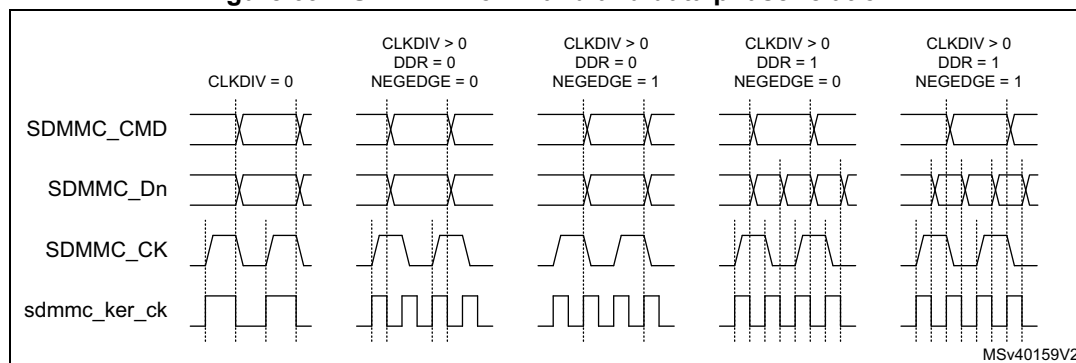 CLKDIV = 0
CLKDIV > 0
DDR = 0
NEGEDGE = 0
CLKDIV > 0
DDR = 0
NEGEDGE = 1
CLKDIV > 0
DDR = 1
NEGEDGE = 0
CLKDIV > 0
DDR = 1
NEGEDGE = 1
SDMMC_CMD
SDMMC_Dn
SDMMC_CK
sdmmc_ker_ck
MSv40159V2